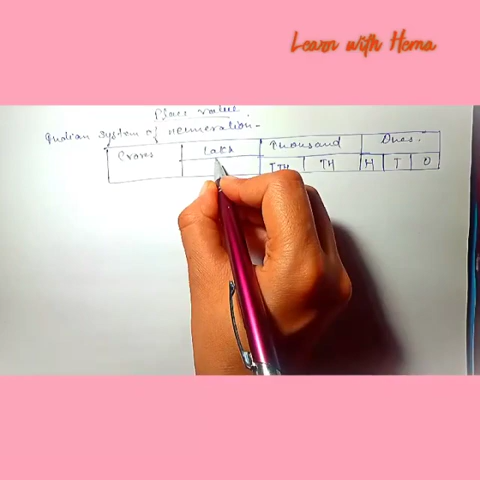 Learn with Hema
Place value.
Indian system of numeration-
Crores Lakh Thousand Ones.
TTH TH H T O